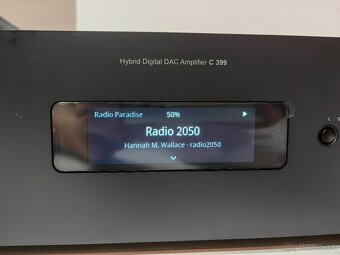 Hybrid Digital DAC Amplifier C 399
Radio Paradise 50%
Radio 2050
Hannah M. Wallace · radio2050